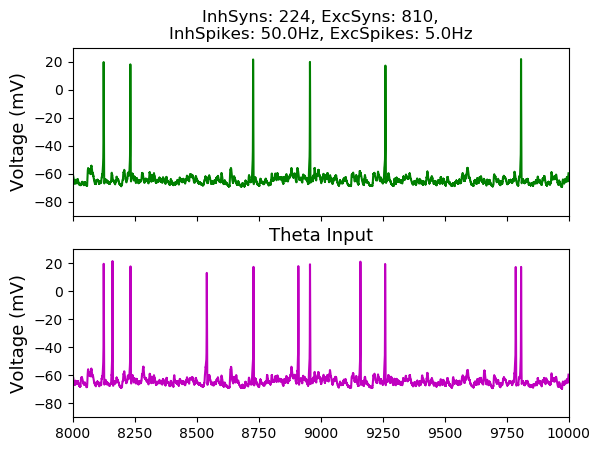 InhSyns: 224, ExcSyns: 810,
InhSpikes: 50.0Hz, ExcSpikes: 5.0Hz
Voltage (mV)
20
0
−20
−40
−60
−80
Theta Input
Voltage (mV)
20
0
−20
−40
−60
−80
8000 8250 8500 8750 9000 9250 9500 9750 10000